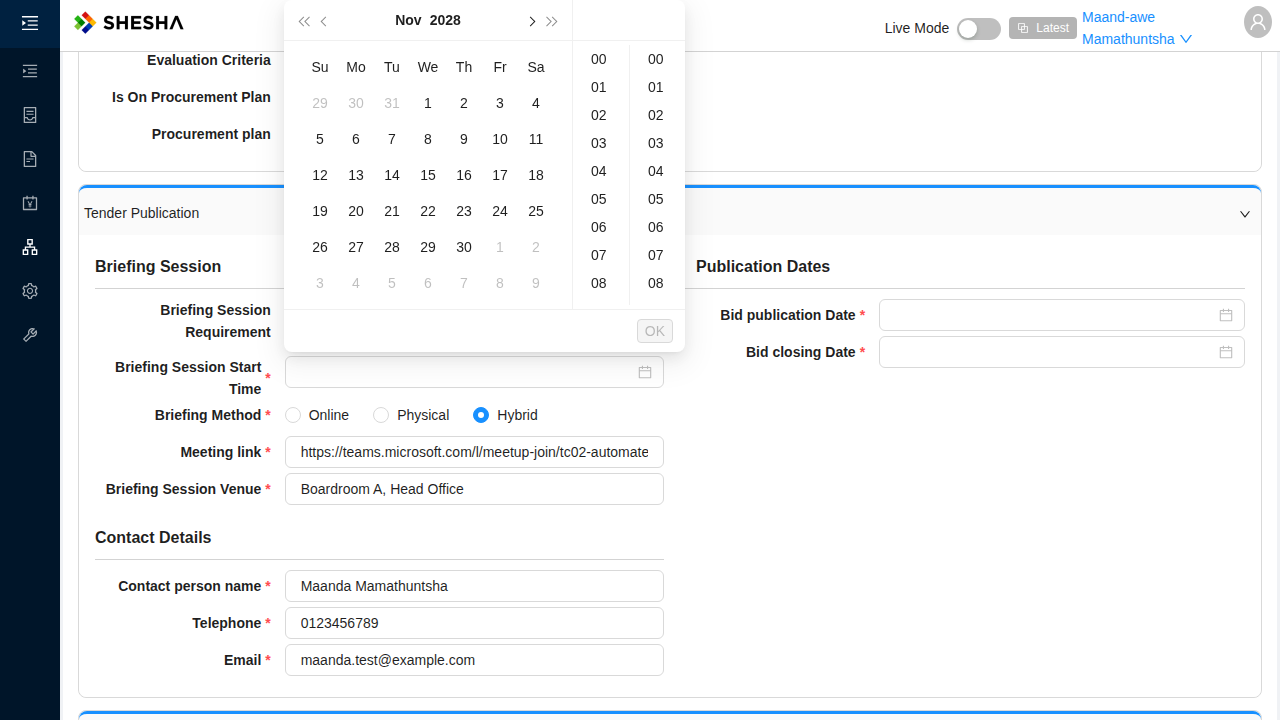 SHESHA
Live Mode
Latest
Maand-awe
Mamathuntsha
Nov 2028
Su Mo Tu We Th Fr Sa
29 30 31 1 2 3 4
5 6 7 8 9 10 11
12 13 14 15 16 17 18
19 20 21 22 23 24 25
26 27 28 29 30 1 2
3 4 5 6 7 8 9
00 00
01 01
02 02
03 03
04 04
05 05
06 06
07 07
08 08
OK
Evaluation Criteria
Is On Procurement Plan
Procurement plan
Tender Publication
Briefing Session
Briefing Session
Requirement
Briefing Session Start
Time *
Briefing Method * Online Physical Hybrid
Meeting link * https://teams.microsoft.com/l/meetup-join/tc02-automate
Briefing Session Venue * Boardroom A, Head Office
Contact Details
Contact person name * Maanda Mamathuntsha
Telephone * 0123456789
Email * maanda.test@example.com
Publication Dates
Bid publication Date *
Bid closing Date *